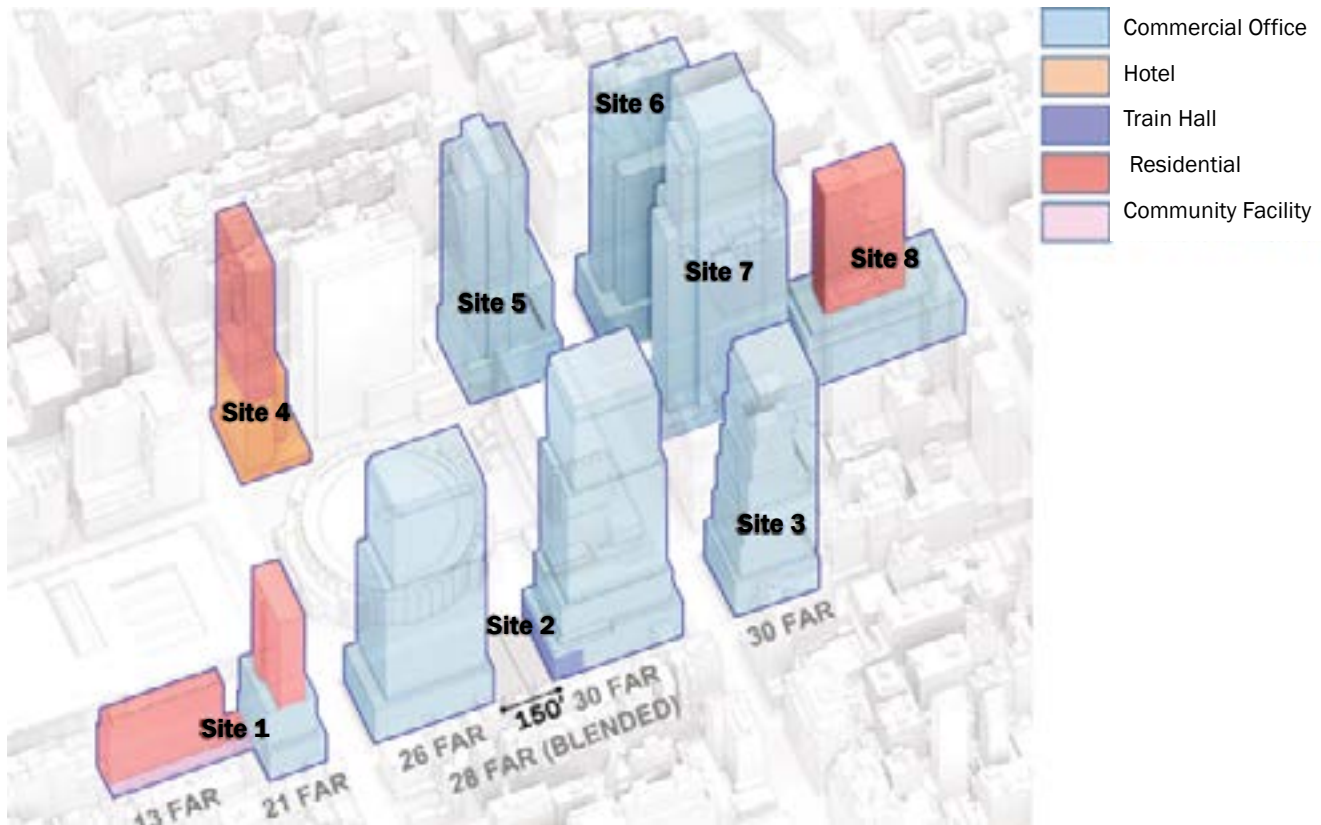 Commercial Office
Hotel
Train Hall
Residential
Community Facility
Site 6
Site 7
Site 8
Site 5
Site 4
Site 3
Site 2
Site 1
30 FAR
150' 30 FAR
26 FAR
28 FAR (BLENDED)
21 FAR
13 FAR